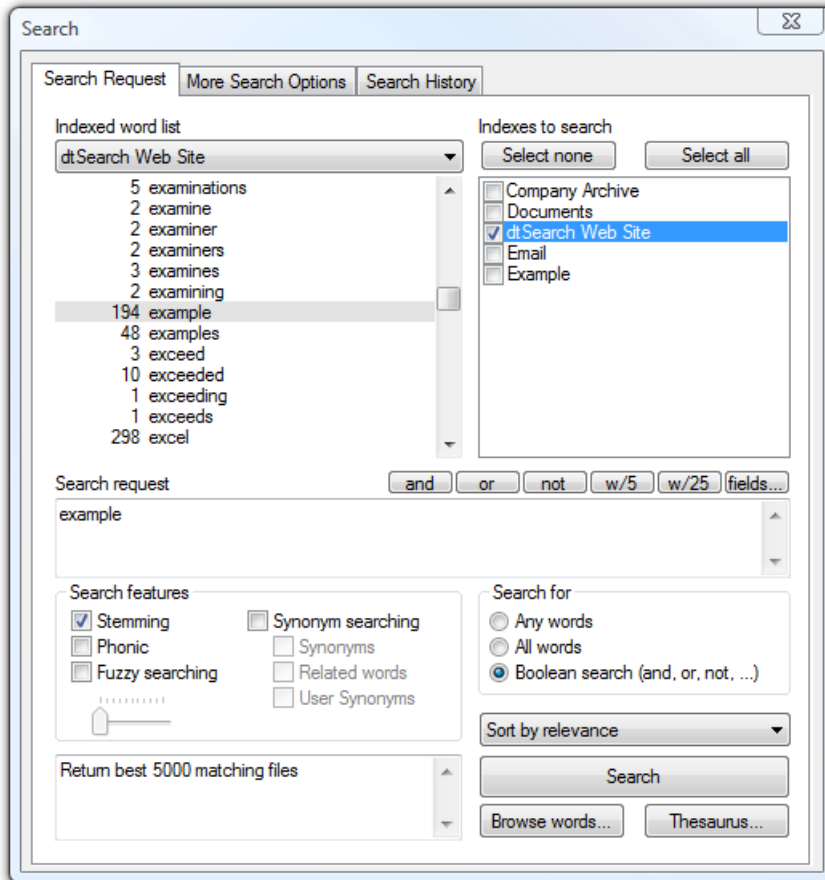 Search
Search Request More Search Options Search History
Indexed word list
dtSearch Web Site
5 examinations
2 examine
2 examiner
2 examiners
3 examines
2 examining
194 example
48 examples
3 exceed
10 exceeded
1 exceeding
1 exceeds
298 excel
Indexes to search
Select none Select all
Company Archive
Documents
dtSearch Web Site
Email
Example
Search request and or not w/5 w/25 fields...
example
Search features
Stemming
Phonic
Fuzzy searching
Synonym searching
Synonyms
Related words
User Synonyms
Search for
Any words
All words
Boolean search (and, or, not, ...)
Sort by relevance
Return best 5000 matching files
Search
Browse words... Thesaurus...